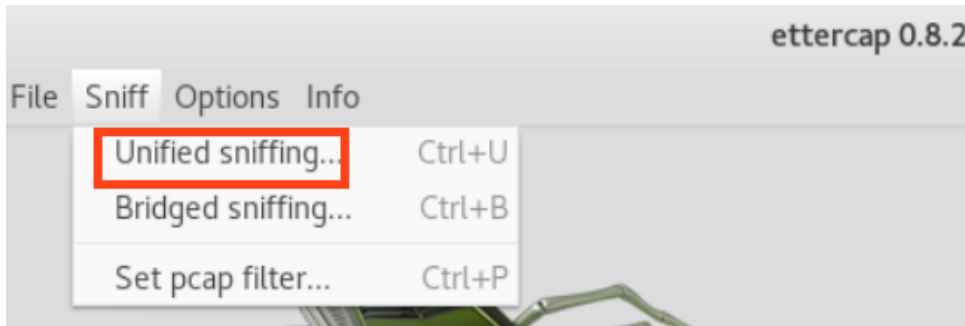 ettercap 0.8.2
File Sniff Options Info
Unified sniffing... Ctrl+U
Bridged sniffing... Ctrl+B
Set pcap filter... Ctrl+P